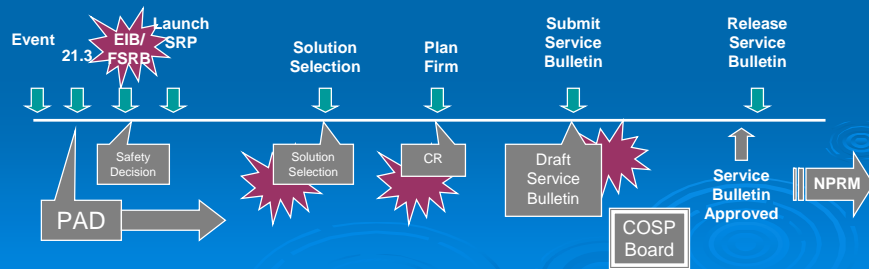 Event
21.3
EIB/
FSRB
Launch
SRP
Solution
Selection
Plan
Firm
Submit
Service
Bulletin
Release
Service
Bulletin
Safety
Decision
Solution
Selection
CR
Draft
Service
Bulletin
Service
Bulletin
Approved
NPRM
PAD
COSP
Board